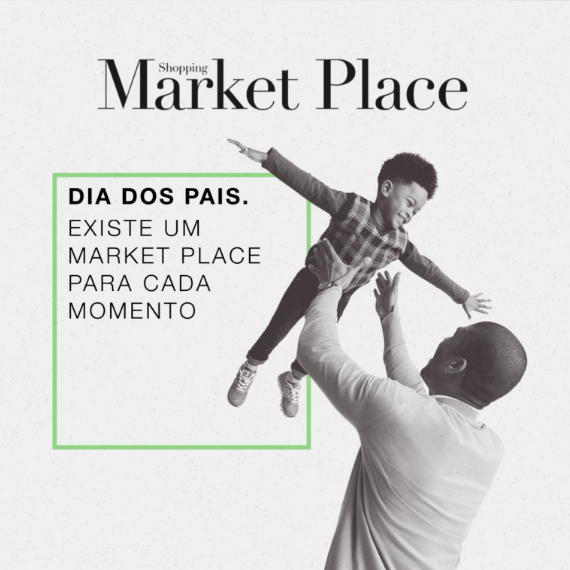 Shopping
Market Place
DIA DOS PAIS.
EXISTE UM
MARKET PLACE
PARA CADA
MOMENTO